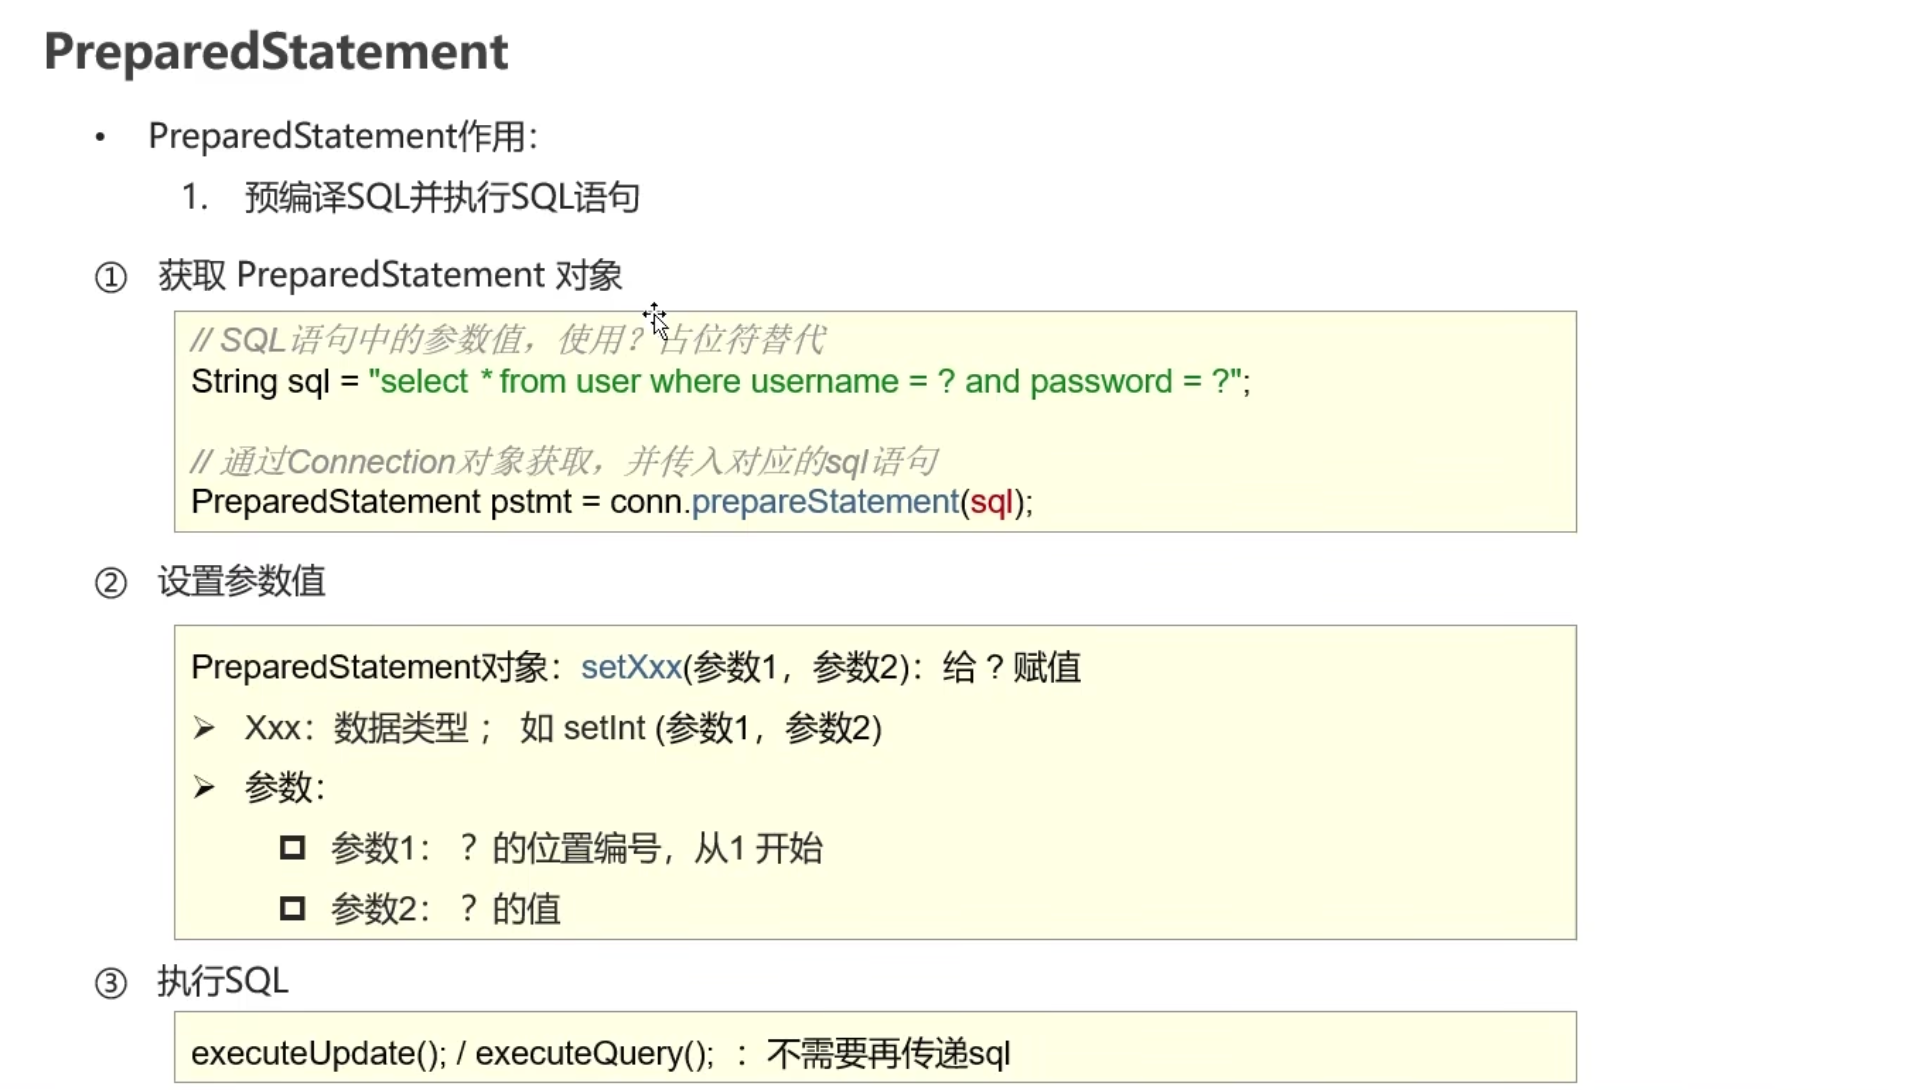 PreparedStatement
• PreparedStatement作用：
1. 预编译SQL并执行SQL语句
① 获取 PreparedStatement 对象
// SQL语句中的参数值，使用？占位符替代
String sql = "select * from user where username = ? and password = ?";
// 通过Connection对象获取，并传入对应的sql语句
PreparedStatement pstmt = conn.prepareStatement(sql);
② 设置参数值
PreparedStatement对象：setXxx(参数1，参数2)：给 ? 赋值
➢ Xxx：数据类型 ； 如 setInt (参数1，参数2)
➢ 参数：
参数1： ？的位置编号，从1 开始
参数2： ？的值
③ 执行SQL
executeUpdate(); / executeQuery(); ：不需要再传递sql